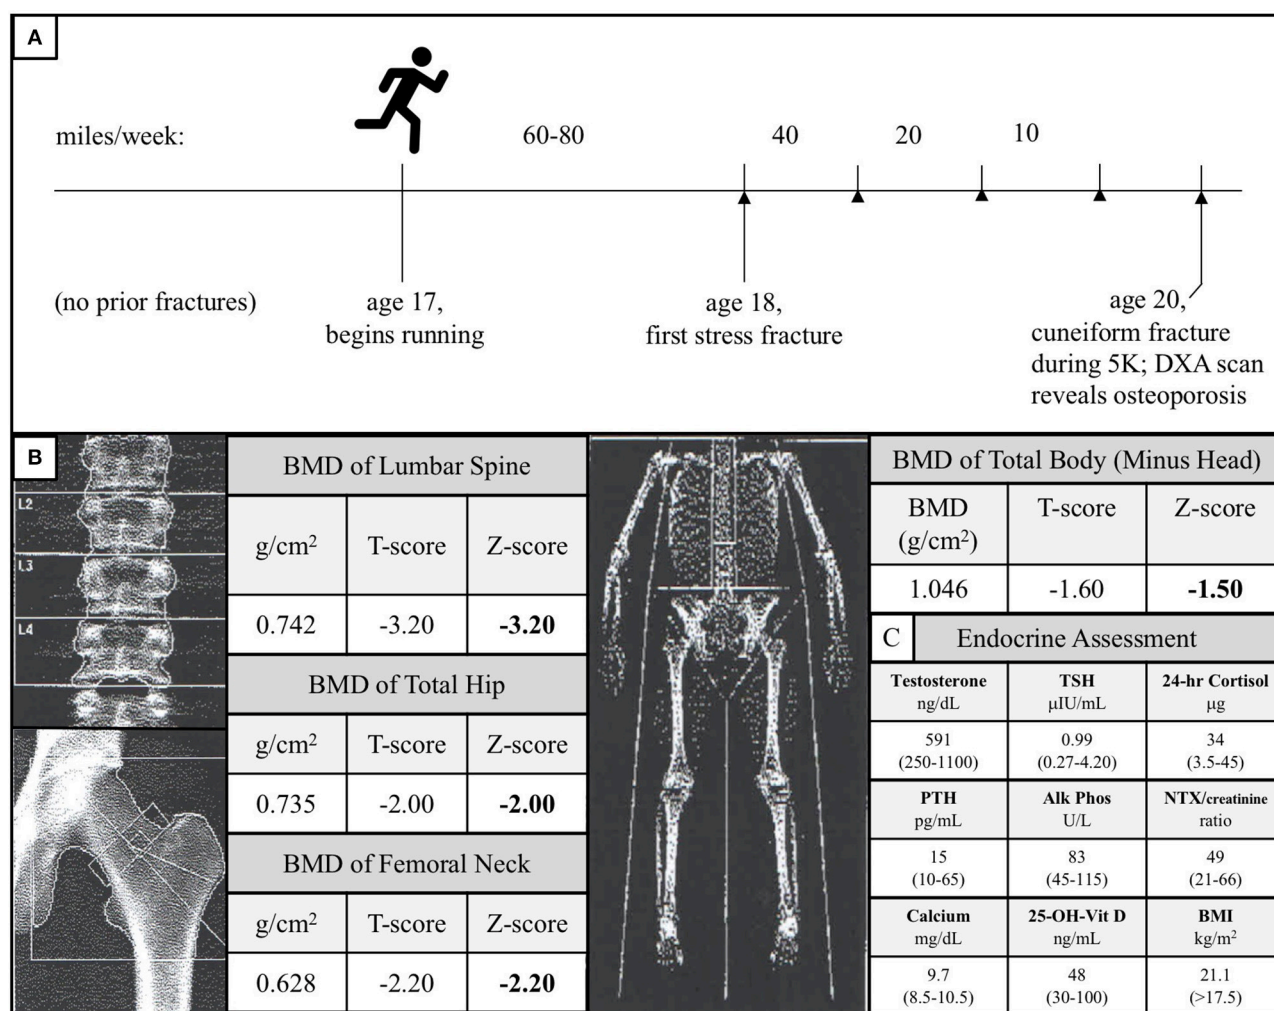 A
miles/week:
60-80
40
20
10
(no prior fractures)
age 17,
begins running
age 18,
first stress fracture
age 20,
cuneiform fracture
during 5K; DXA scan
reveals osteoporosis
B
L2
L3
L4
BMD of Lumbar Spine
g/cm² T-score Z-score
0.742 -3.20 -3.20
BMD of Total Hip
g/cm² T-score Z-score
0.735 -2.00 -2.00
BMD of Femoral Neck
g/cm² T-score Z-score
0.628 -2.20 -2.20
BMD of Total Body (Minus Head)
BMD T-score Z-score
(g/cm²)
1.046 -1.60 -1.50
C Endocrine Assessment
Testosterone TSH 24-hr Cortisol
ng/dL µIU/mL µg
591 0.99 34
(250-1100) (0.27-4.20) (3.5-45)
PTH Alk Phos NTX/creatinine
pg/mL U/L ratio
15 83 49
(10-65) (45-115) (21-66)
Calcium 25-OH-Vit D BMI
mg/dL ng/mL kg/m²
9.7 48 21.1
(8.5-10.5) (30-100) (>17.5)